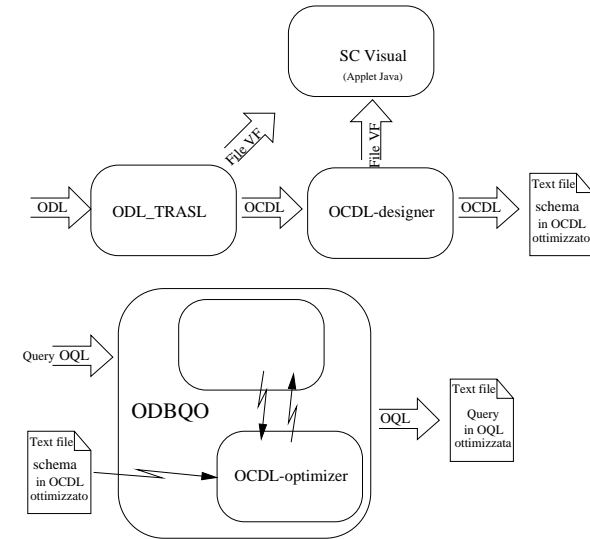 SC Visual
(Applet Java)
File VF
File VF
ODL
ODL_TRASL
OCDL
OCDL-designer
OCDL
Text file
schema
in OCDL
ottimizzato
Query OQL
ODBQO
OCDL-optimizer
Text file
schema
in OCDL
ottimizzato
OQL
Text file
Query
in OQL
ottimizzata